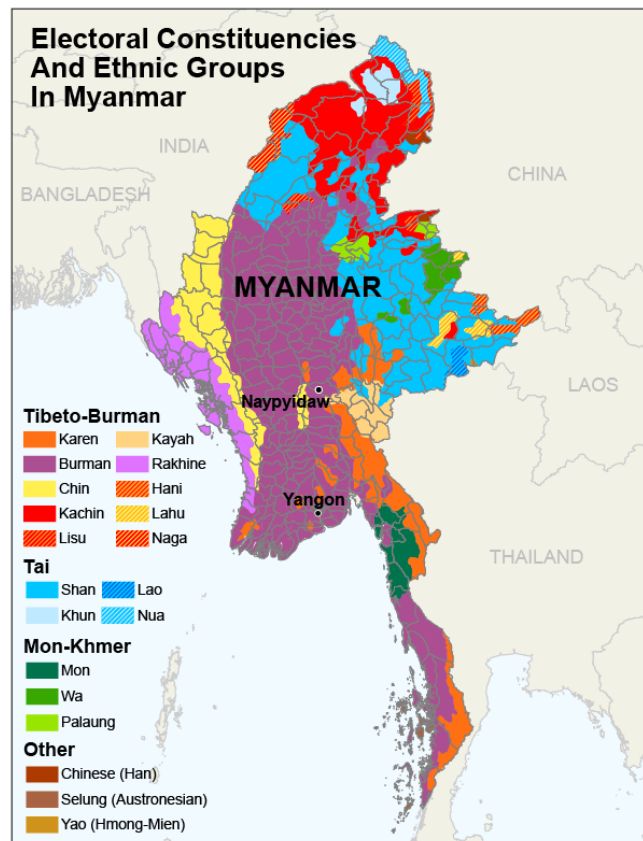 Electoral Constituencies
And Ethnic Groups
In Myanmar
INDIA
CHINA
BANGLADESH
MYANMAR
LAOS
Naypyidaw
Yangon
THAILAND
Tibeto-Burman
Karen
Kayah
Burman
Rakhine
Chin
Hani
Kachin
Lahu
Lisu
Naga
Tai
Shan
Lao
Khun
Nua
Mon-Khmer
Mon
Wa
Palaung
Other
Chinese (Han)
Selung (Austronesian)
Yao (Hmong-Mien)